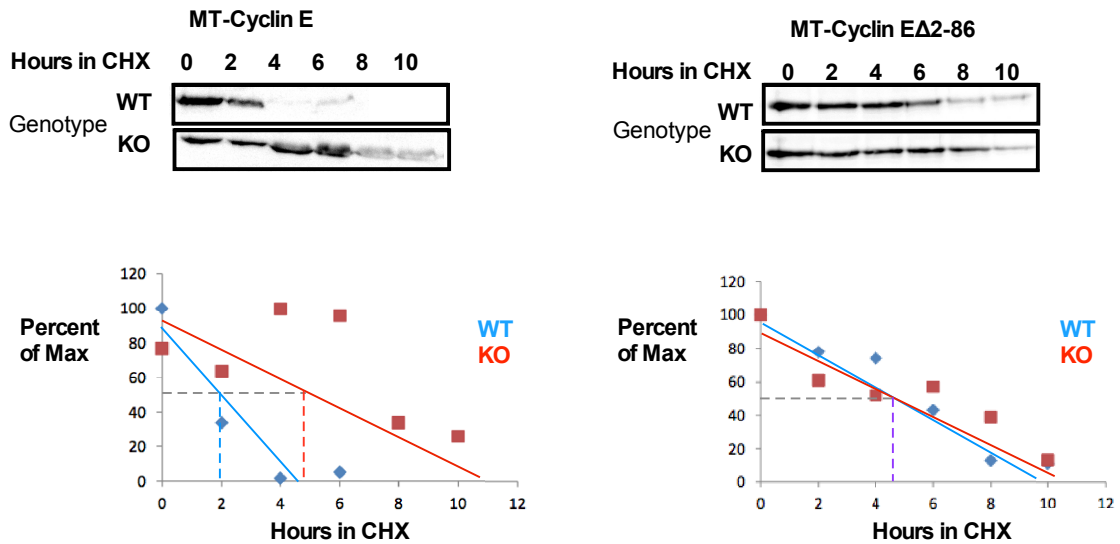 MT-Cyclin E
Hours in CHX 0 2 4 6 8 10
Genotype
WT
KO
MT-Cyclin EΔ2-86
Hours in CHX 0 2 4 6 8 10
Genotype
WT
KO
120
100
80
60
40
20
0
Percent
of Max
WT
KO
0 2 4 6 8 10 12
Hours in CHX
120
100
80
60
40
20
0
Percent
of Max
WT
KO
0 2 4 6 8 10 12
Hours in CHX